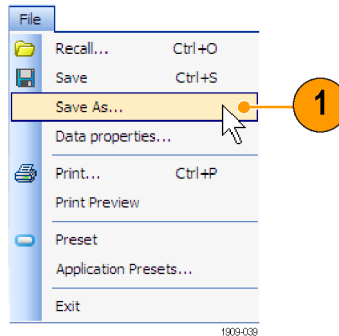 File
Recall... Ctrl+O
Save Ctrl+S
Save As...
1
Data properties...
Print... Ctrl+P
Print Preview
Preset
Application Presets...
Exit
1909-039